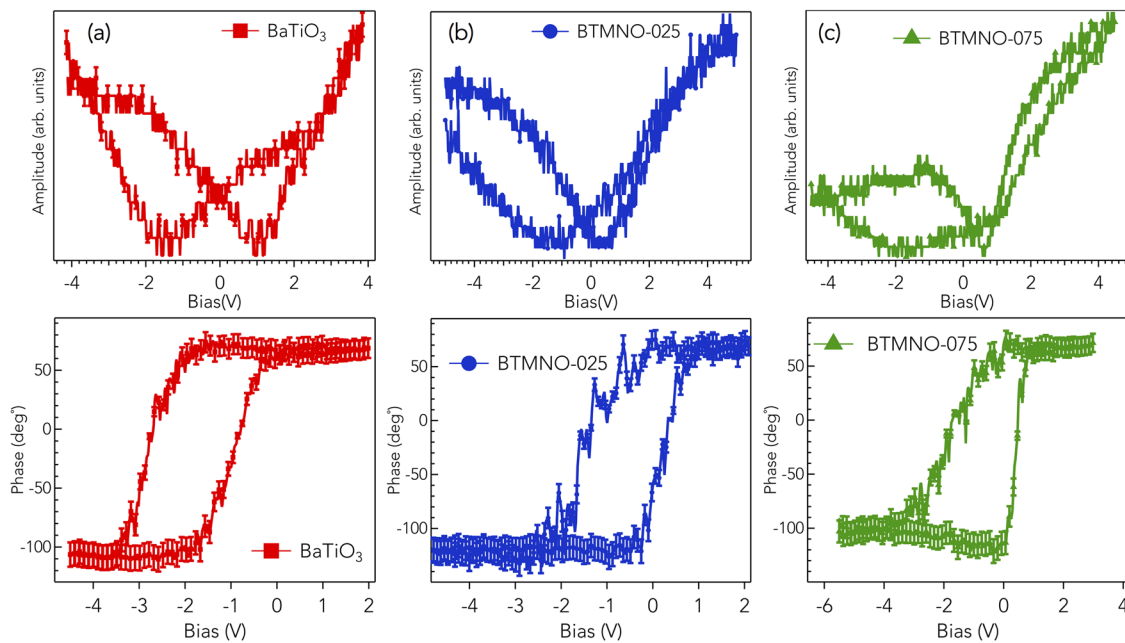 (a)
BaTiO₃
Amplitude (arb. units)
-4 -2 0 2 4
Bias(V)
(b)
BTMNO-025
Amplitude (arb. units)
-4 -2 0 2 4
Bias(V)
(c)
BTMNO-075
Amplitude (arb. units)
-4 -2 0 2 4
Bias(V)
50
0
-50
-100
Phase (deg°)
BaTiO₃
-4 -3 -2 -1 0 1 2
Bias (V)
50
0
-50
-100
Phase (deg°)
BTMNO-025
-4 -3 -2 -1 0 1 2
Bias (V)
50
0
-50
-100
Phase (deg°)
BTMNO-075
-6 -4 -2 0 2 4
Bias (V)